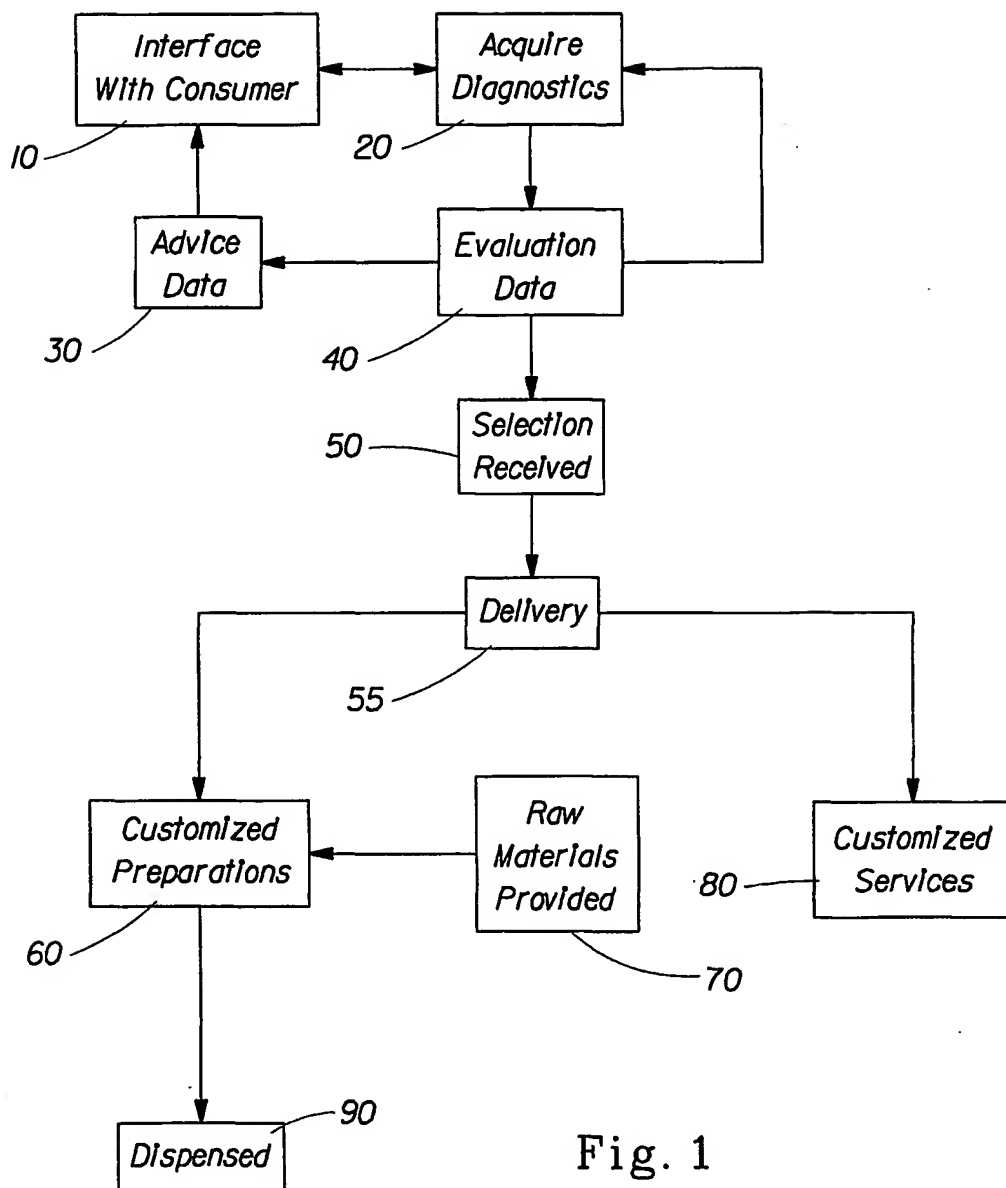 Interface
With Consumer
10
Acquire
Diagnostics
20
Advice
Data
30
Evaluation
Data
40
Selection
Received
50
Delivery
55
Customized
Preparations
60
Raw
Materials
Provided
70
Customized
Services
80
Dispensed
90
Fig. 1